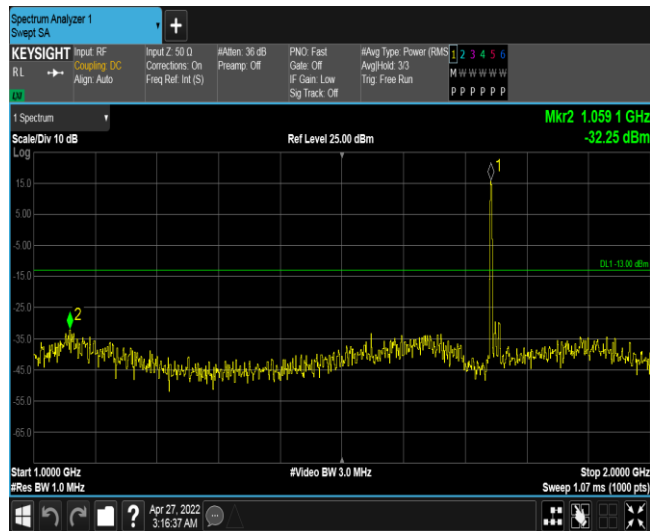 Spectrum Analyzer 1
Swept SA
+
KEYSIGHT
RL
Input: RF
Coupling: DC
Align: Auto
Input Z: 50 Ω
Corrections: On
Freq Ref: Int (S)
#Atten: 36 dB
Preamp: Off
PNO: Fast
Gate: Off
IF Gain: Low
Sig Track: Off
#Avg Type: Power (RMS
Avg|Hold: 3/3
Trig: Free Run
1 2 3 4 5 6
M W W W W W
P P P P P P
1 Spectrum
Scale/Div 10 dB
Log
Ref Level 25.00 dBm
Mkr2 1.059 1 GHz
-32.25 dBm
1
15.0
5.00
-5.00
DL1 -13.00 dBm
-15.0
-25.0
2
-35.0
-45.0
-55.0
-65.0
Start 1.0000 GHz
#Res BW 1.0 MHz
#Video BW 3.0 MHz
Stop 2.0000 GHz
Sweep 1.07 ms (1000 pts)
?
Apr 27, 2022
3:16:37 AM